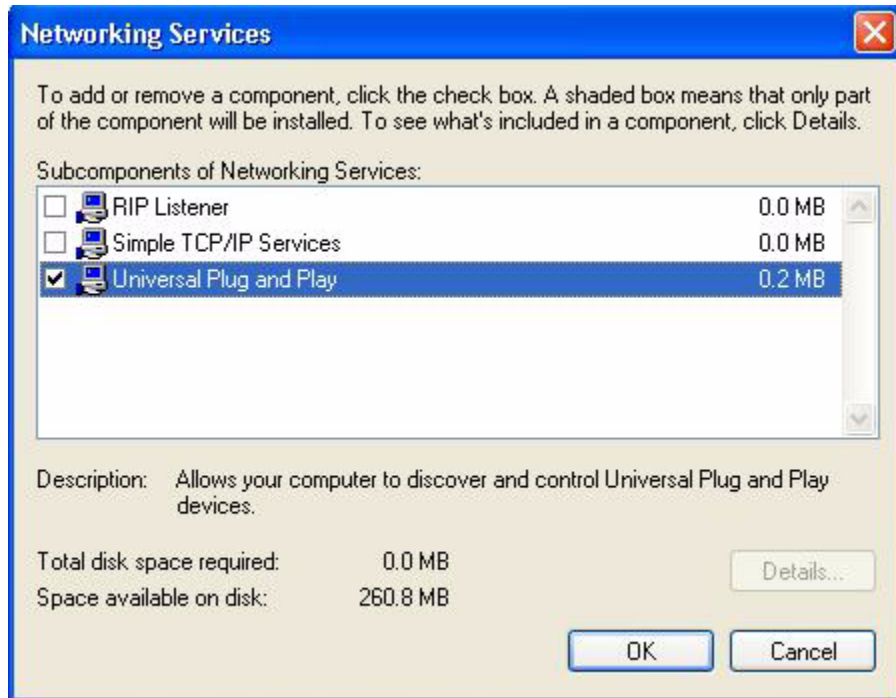 Networking Services
To add or remove a component, click the check box. A shaded box means that only part
of the component will be installed. To see what's included in a component, click Details.
Subcomponents of Networking Services:
RIP Listener 0.0 MB
Simple TCP/IP Services 0.0 MB
Universal Plug and Play 0.2 MB
Description: Allows your computer to discover and control Universal Plug and Play
devices.
Total disk space required: 0.0 MB
Details...
Space available on disk: 260.8 MB
OK Cancel